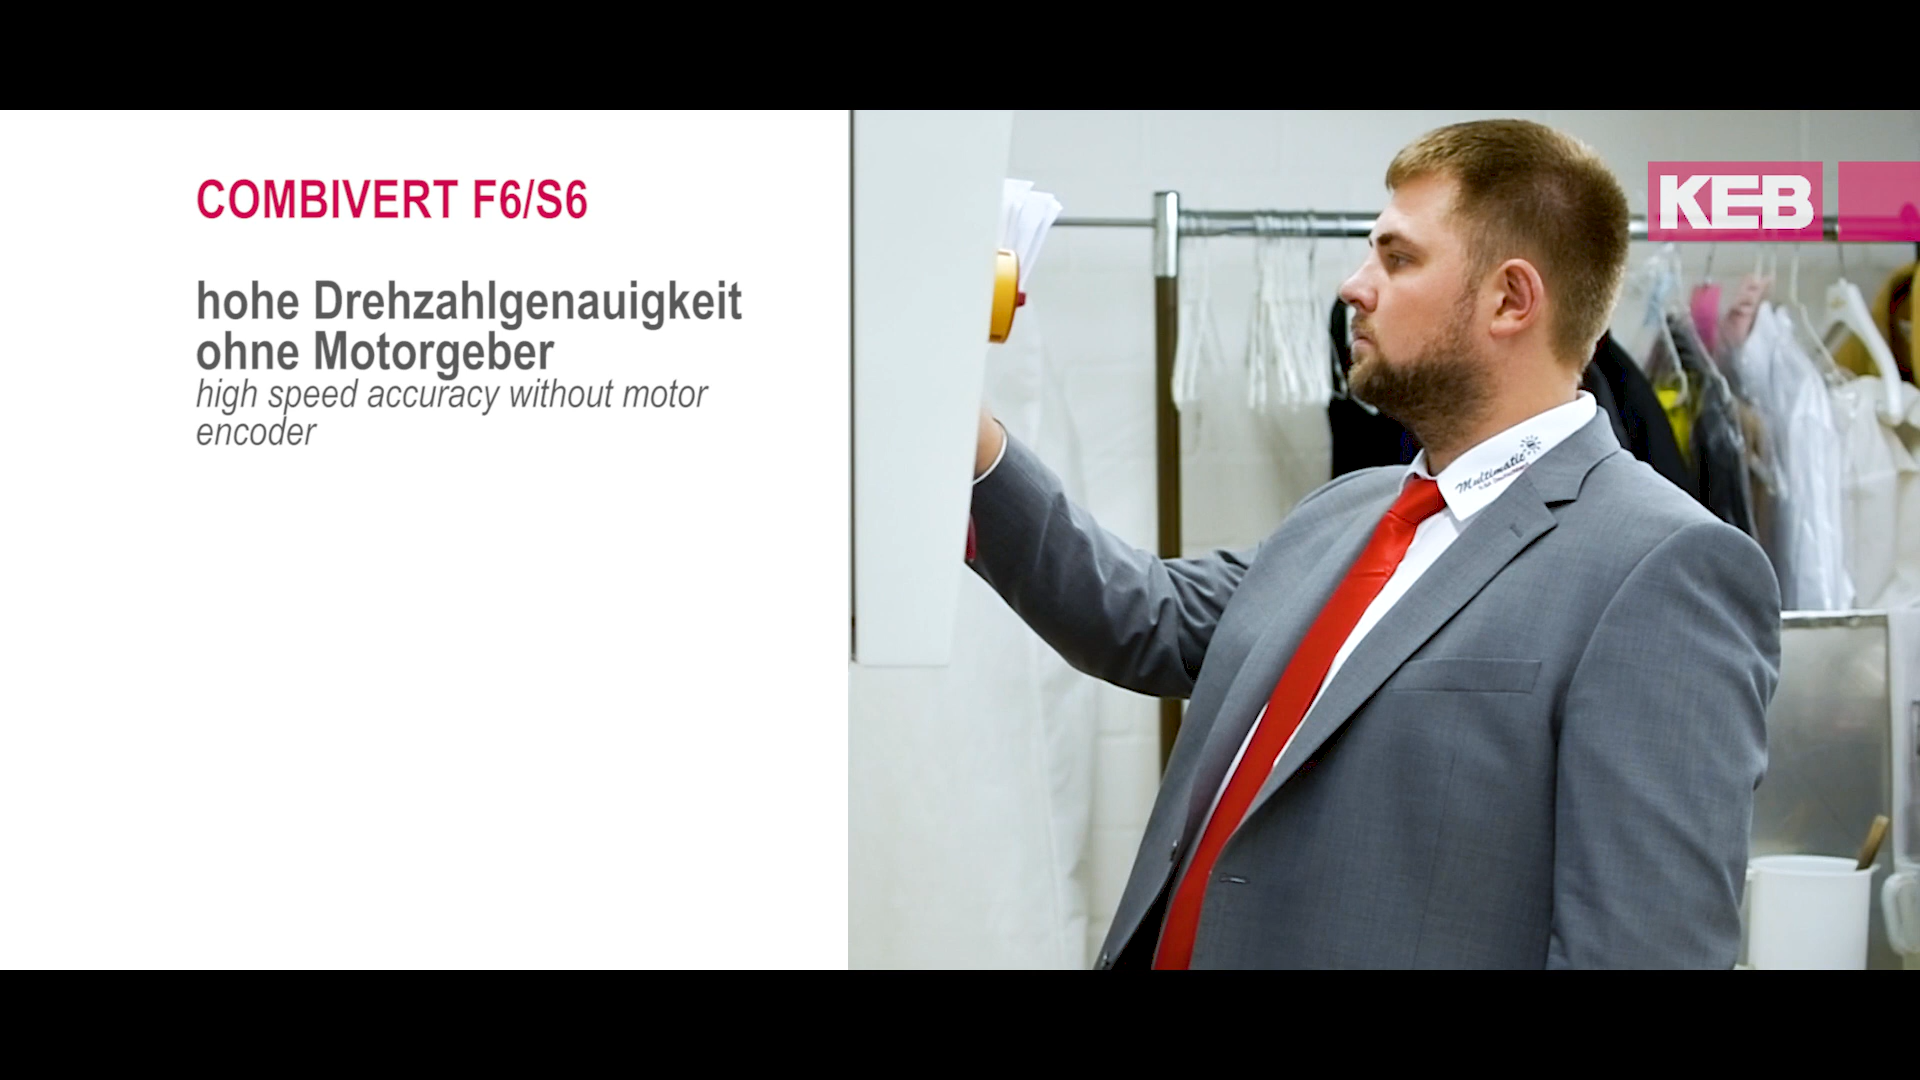 COMBIVERT F6/S6
hohe Drehzahlgenauigkeit
ohne Motorgeber
high speed accuracy without motor
encoder
KEB
Multimatic